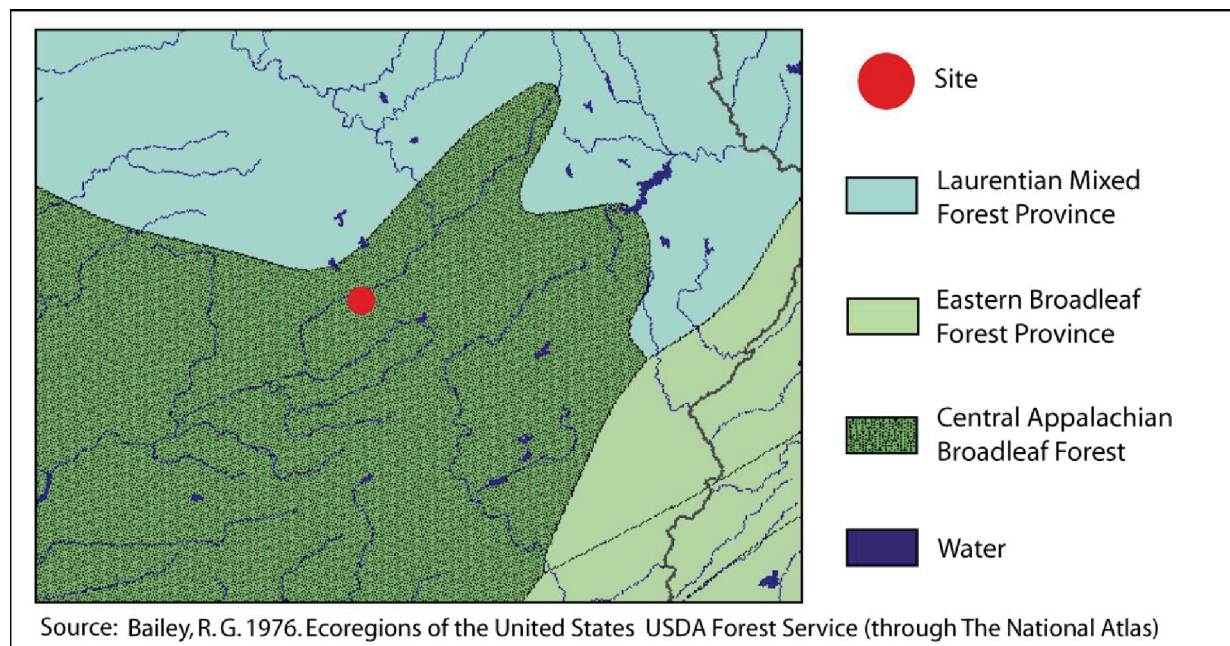 Site
Laurentian Mixed
Forest Province
Eastern Broadleaf
Forest Province
Central Appalachian
Broadleaf Forest
Water
Source: Bailey, R. G. 1976. Ecoregions of the United States USDA Forest Service (through The National Atlas)